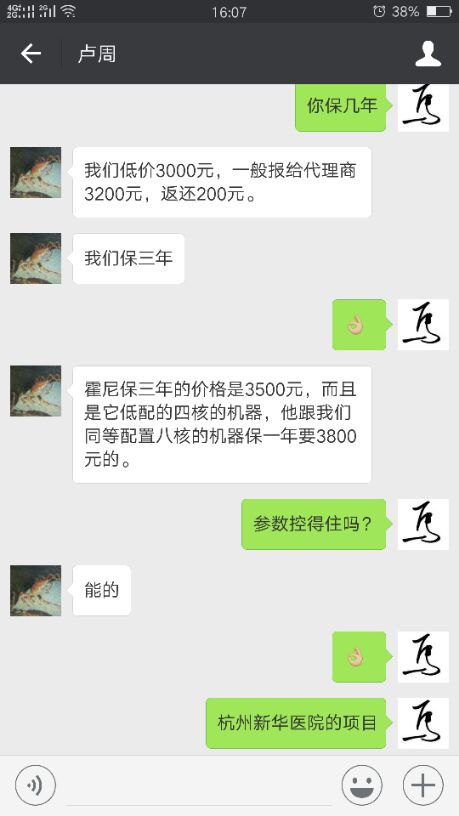 4G 2G 2G 16:07 38%
卢周
你保几年
我们低价3000元，一般报给代理商
3200元，返还200元。
我们保三年
霍尼保三年的价格是3500元，而且
是它低配的四核的机器，他跟我们
同等配置八核的机器保一年要3800
元的。
参数控得住吗？
能的
杭州新华医院的项目